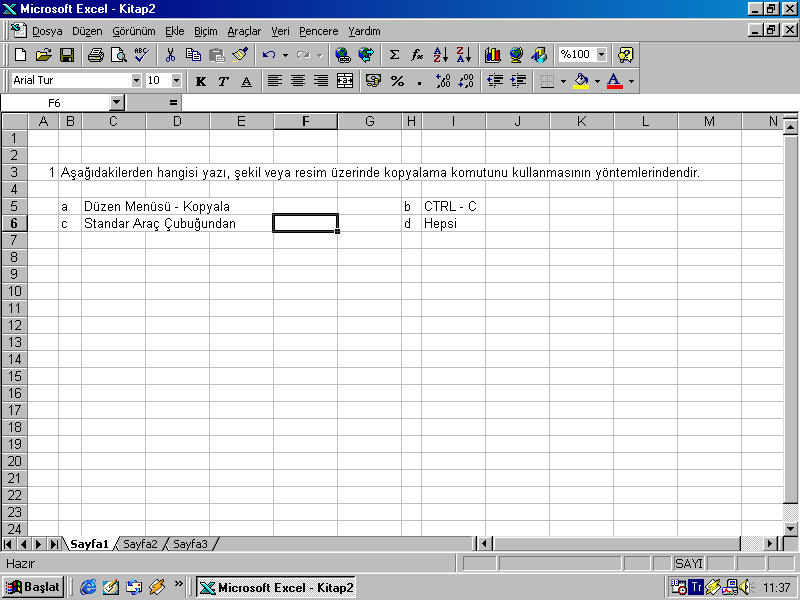 Microsoft Excel - Kitap2
Dosya Düzen Görünüm Ekle Biçim Araçlar Veri Pencere Yardım
%100
Arial Tur 10 K T A
F6 =
A B C D E F G H I J K L M N
1
2
3 1 Aşağıdakilerden hangisi yazı, şekil veya resim üzerinde kopyalama komutunu kullanmasının yöntemlerindendir.
4
5 a Düzen Menüsü - Kopyala b CTRL - C
6 c Standar Araç Çubuğundan d Hepsi
7
8
9
10
11
12
13
14
15
16
17
18
19
20
21
22
23
24
Sayfa1 Sayfa2 Sayfa3
Hazır SAYI
Başlat Microsoft Excel - Kitap2 Tr 11:37